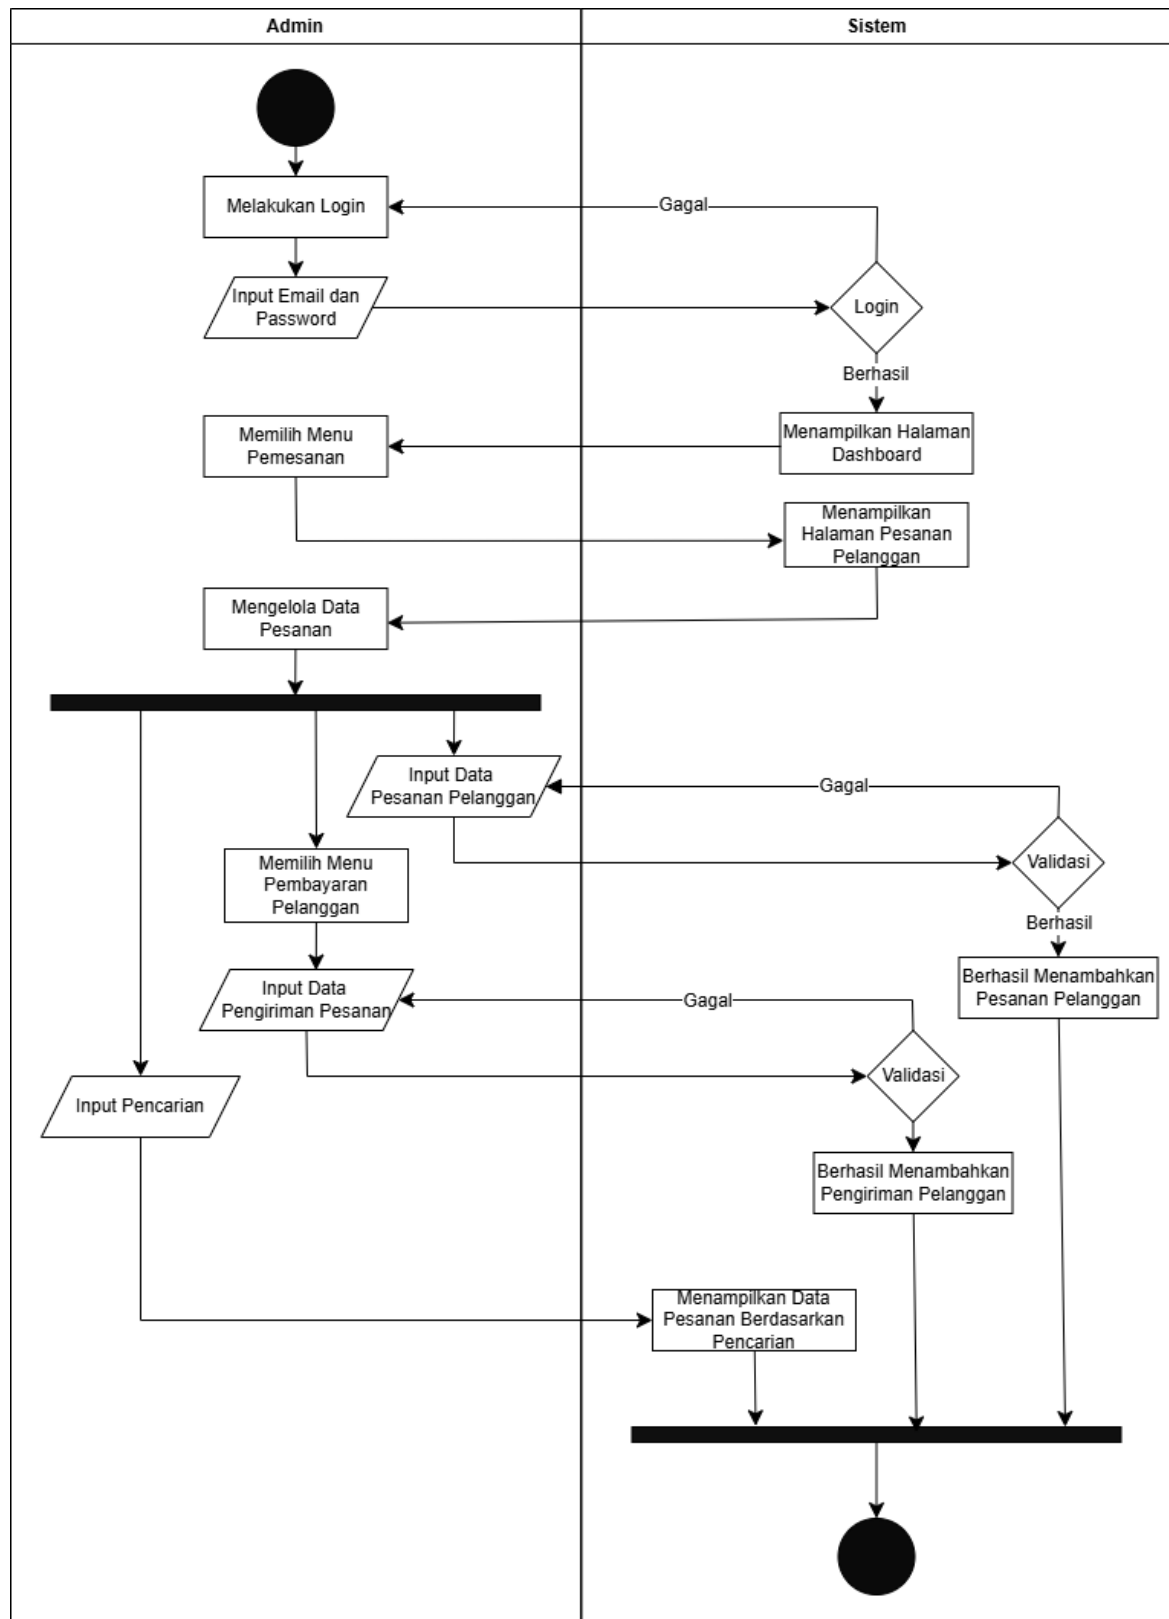 Admin
Sistem
Melakukan Login
Gagal
Input Email dan
Password
Login
Berhasil
Memilih Menu
Pemesanan
Menampilkan Halaman
Dashboard
Menampilkan
Halaman Pesanan
Pelanggan
Mengelola Data
Pesanan
Input Data
Pesanan Pelanggan
Gagal
Validasi
Memilih Menu
Pembayaran
Pelanggan
Berhasil
Berhasil Menambahkan
Pesanan Pelanggan
Input Data
Pengiriman Pesanan
Gagal
Validasi
Input Pencarian
Berhasil Menambahkan
Pengiriman Pelanggan
Menampilkan Data
Pesanan Berdasarkan
Pencarian